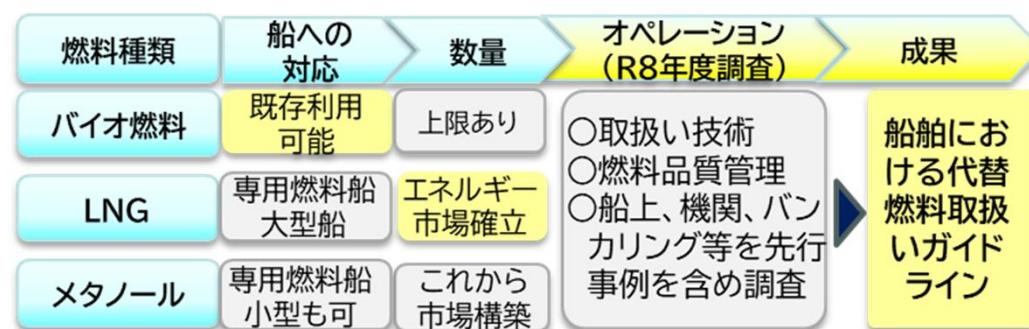 燃料種類
船への
対応
数量
オペレーション
（R8年度調査）
成果
バイオ燃料
既存利用
可能
上限あり
LNG
専用燃料船
大型船
エネルギー
市場確立
メタノール
専用燃料船
小型も可
これから
市場構築
○取扱い技術
○燃料品質管理
○船上、機関、バン
カリング等を先行
事例を含め調査
船舶にお
ける代替
燃料取扱
いガイド
ライン